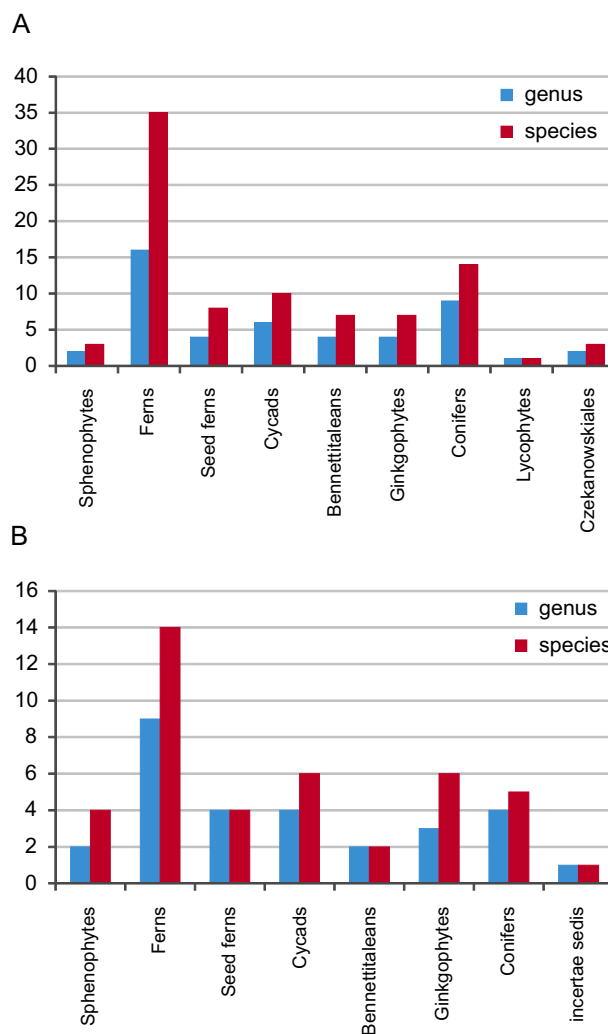 A
40
35
30
25
20
15
10
5
0
genus
species
Sphenophytes
Ferns
Seed ferns
Cycads
Bennettitaleans
Ginkgophytes
Conifers
Lycophytes
Czekanowskiales
B
16
14
12
10
8
6
4
2
0
genus
species
Sphenophytes
Ferns
Seed ferns
Cycads
Bennettitaleans
Ginkgophytes
Conifers
incertae sedis